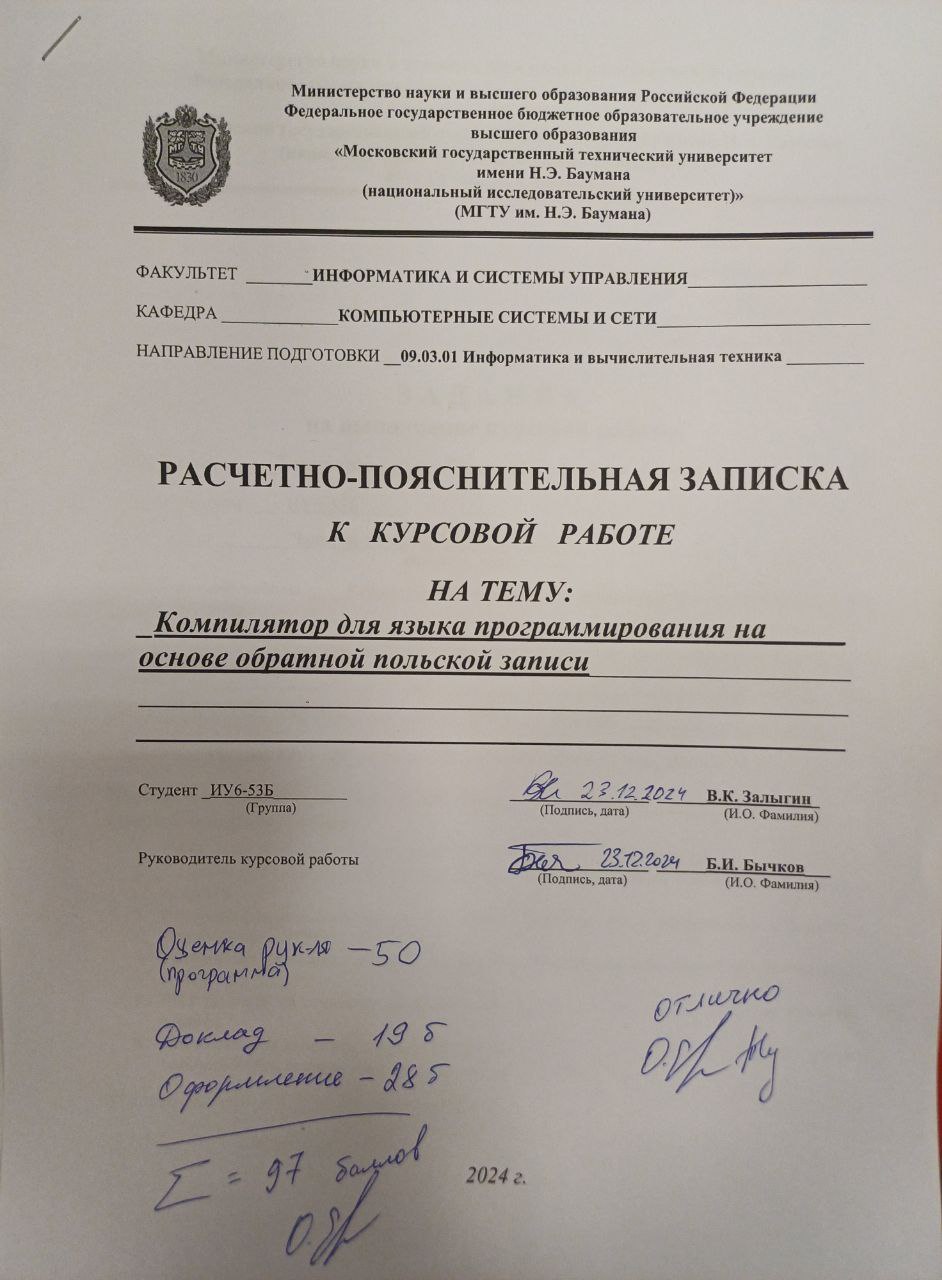 Министерство науки и высшего образования Российской Федерации
Федеральное государственное бюджетное образовательное учреждение
высшего образования
«Московский государственный технический университет
имени Н.Э. Баумана
(национальный исследовательский университет)»
(МГТУ им. Н.Э. Баумана)
1830
ФАКУЛЬТЕТ ИНФОРМАТИКА И СИСТЕМЫ УПРАВЛЕНИЯ
КАФЕДРА КОМПЬЮТЕРНЫЕ СИСТЕМЫ И СЕТИ
НАПРАВЛЕНИЕ ПОДГОТОВКИ 09.03.01 Информатика и вычислительная техника
РАСЧЕТНО-ПОЯСНИТЕЛЬНАЯ ЗАПИСКА
К КУРСОВОЙ РАБОТЕ
НА ТЕМУ:
Компилятор для языка программирования на
основе обратной польской записи
Студент ИУ6-53Б 23.12.2024 В.К. Залыгин
(Группа) (Подпись, дата) (И.О. Фамилия)
Руководитель курсовой работы 23.12.2024 Б.И. Бычков
(Подпись, дата) (И.О. Фамилия)
Оценка рук-ля – 50
(программа)
Доклад – 19 б
Оформление – 28 б
отлично
Σ = 97 баллов
2024 г.